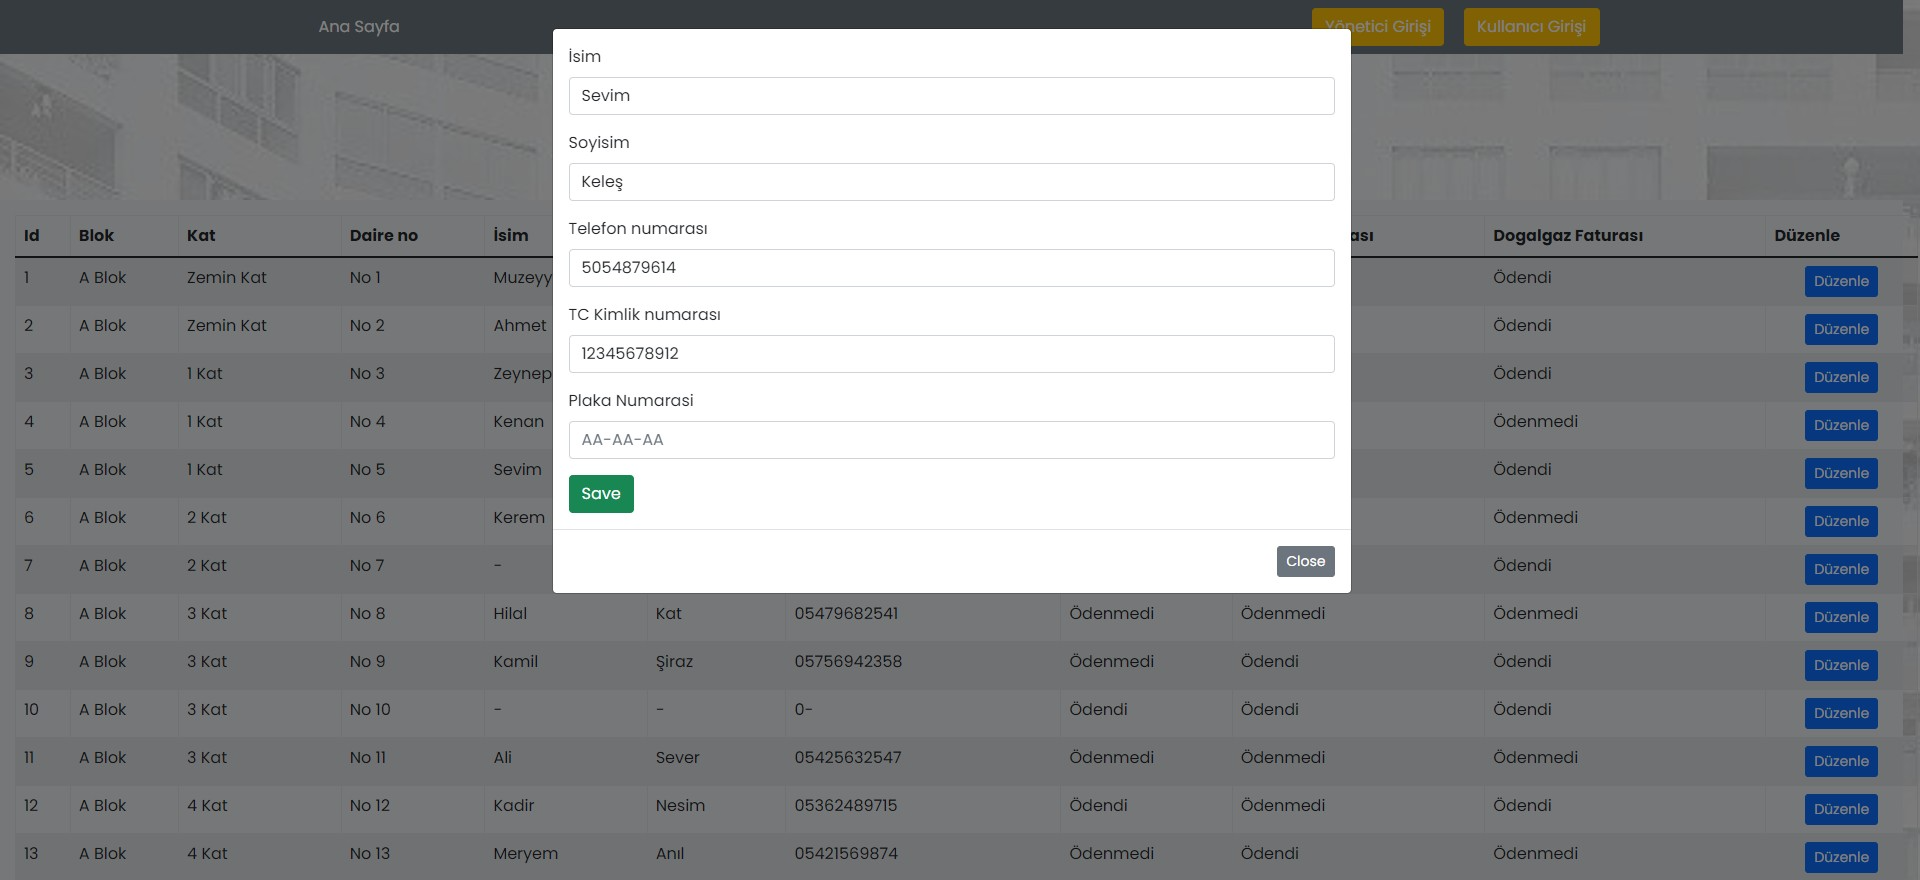 Ana Sayfa
Yönetici Girişi
Kullanıcı Girişi
İsim
Sevim
Soyisim
Keleş
Telefon numarası
5054879614
TC Kimlik numarası
12345678912
Plaka Numarasi
AA-AA-AA
Save
Close
Id Blok Kat Daire no İsim ası Dogalgaz Faturası Düzenle
1 A Blok Zemin Kat No 1 Muzeyy Ödendi Düzenle
2 A Blok Zemin Kat No 2 Ahmet Ödendi Düzenle
3 A Blok 1 Kat No 3 Zeynep Ödendi Düzenle
4 A Blok 1 Kat No 4 Kenan Ödenmedi Düzenle
5 A Blok 1 Kat No 5 Sevim Ödendi Düzenle
6 A Blok 2 Kat No 6 Kerem Ödenmedi Düzenle
7 A Blok 2 Kat No 7 - Ödendi Düzenle
8 A Blok 3 Kat No 8 Hilal Kat 05479682541 Ödenmedi Ödenmedi Ödenmedi Düzenle
9 A Blok 3 Kat No 9 Kamil Şiraz 05756942358 Ödenmedi Ödendi Ödendi Düzenle
10 A Blok 3 Kat No 10 - - 0- Ödendi Ödendi Ödendi Düzenle
11 A Blok 3 Kat No 11 Ali Sever 05425632547 Ödenmedi Ödenmedi Ödenmedi Düzenle
12 A Blok 4 Kat No 12 Kadir Nesim 05362489715 Ödendi Ödenmedi Ödendi Düzenle
13 A Blok 4 Kat No 13 Meryem Anıl 05421569874 Ödenmedi Ödendi Ödenmedi Düzenle